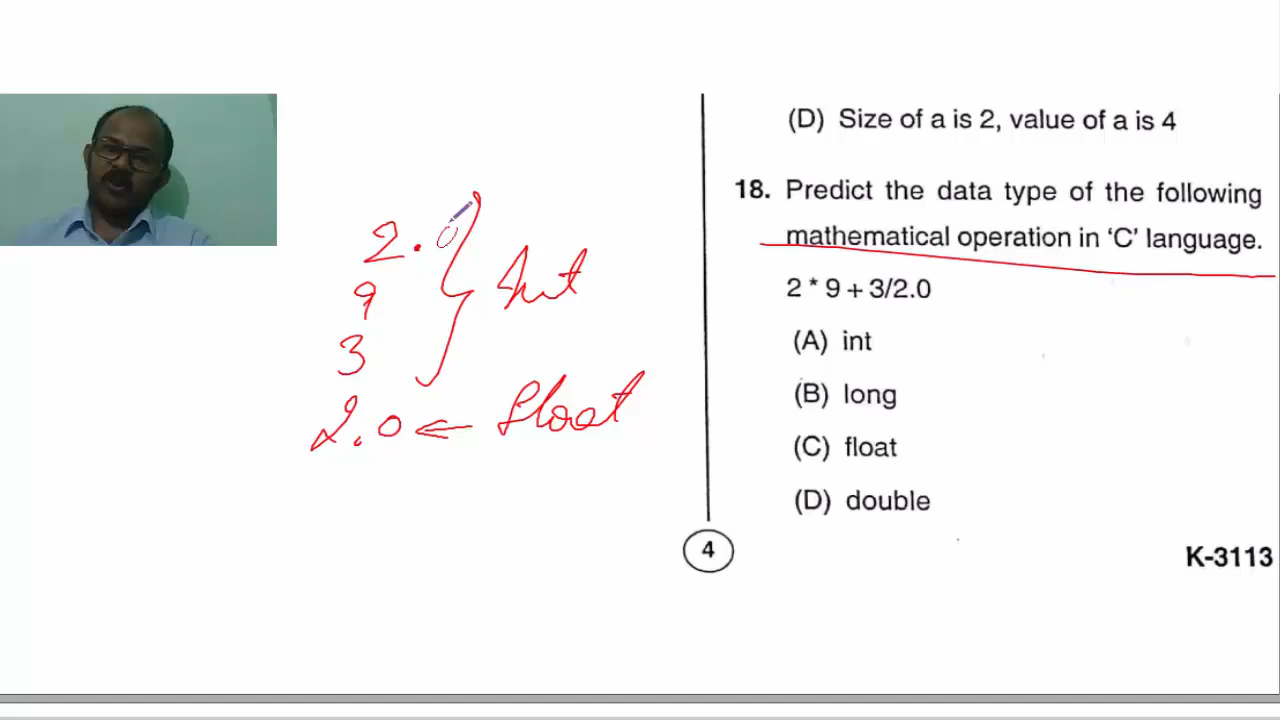 2.0
9
3
Int
2.0 ← float
(D) Size of a is 2, value of a is 4
18. Predict the data type of the following
mathematical operation in ‘C’ language.
2 * 9 + 3/2.0
(A) int
(B) long
(C) float
(D) double
4
K-3113